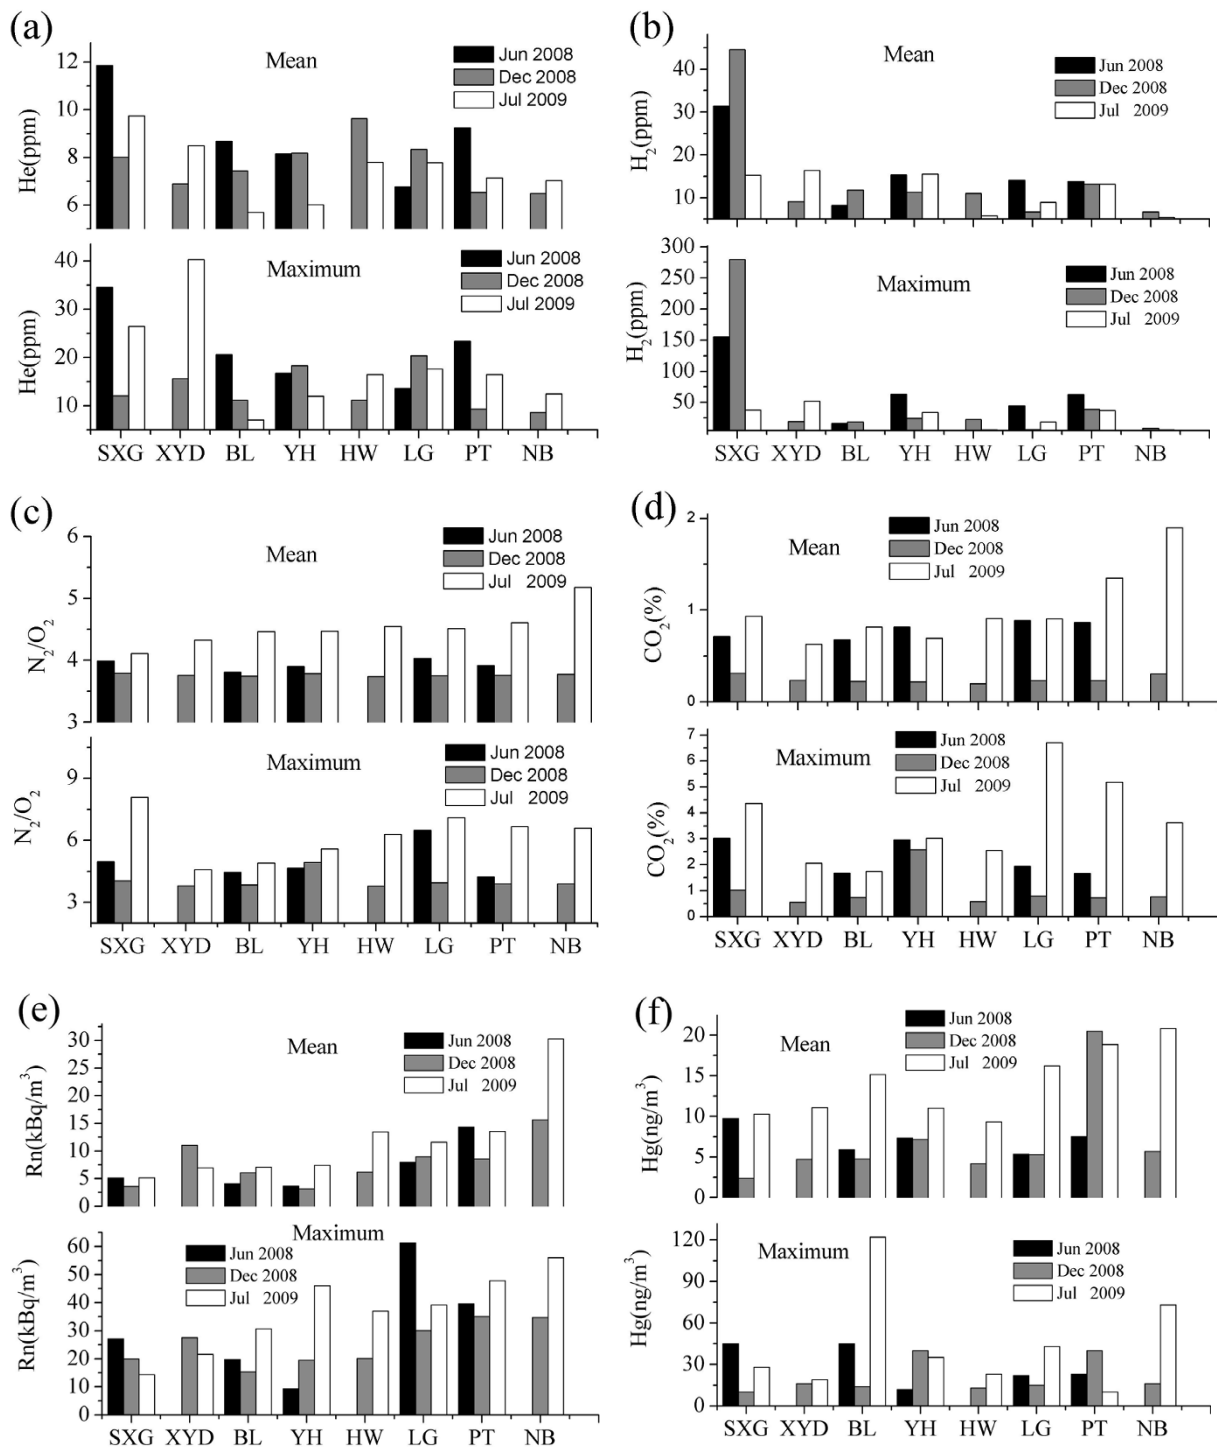 (a)
Mean
Jun 2008
Dec 2008
Jul 2009
He(ppm)
12
10
8
6
Maximum
Jun 2008
Dec 2008
Jul 2009
He(ppm)
40
30
20
10
SXG XYD BL YH HW LG PT NB
(b)
Mean
Jun 2008
Dec 2008
Jul 2009
H2(ppm)
45
30
15
10
Maximum
Jun 2008
Dec 2008
Jul 2009
H2(ppm)
300
250
200
150
100
50
SXG XYD BL YH HW LG PT NB
(c)
Mean
Jun 2008
Dec 2008
Jul 2009
N2/O2
6
5
4
3
Maximum
Jun 2008
Dec 2008
Jul 2009
N2/O2
9
6
3
SXG XYD BL YH HW LG PT NB
(d)
Mean
Jun 2008
Dec 2008
Jul 2009
CO2(%)
2
1
0
Maximum
Jun 2008
Dec 2008
Jul 2009
CO2(%)
7
6
5
4
3
2
1
0
SXG XYD BL YH HW LG PT NB
(e)
Mean
Jun 2008
Dec 2008
Jul 2009
Rn(kBq/m3)
30
25
20
15
10
5
0
Maximum
Jun 2008
Dec 2008
Jul 2009
Rn(kBq/m3)
60
50
40
30
20
10
0
SXG XYD BL YH HW LG PT NB
(f)
Mean
Jun 2008
Dec 2008
Jul 2009
Hg(ng/m3)
20
15
10
5
0
Maximum
Jun 2008
Dec 2008
Jul 2009
Hg(ng/m3)
120
90
60
30
0
SXG XYD BL YH HW LG PT NB